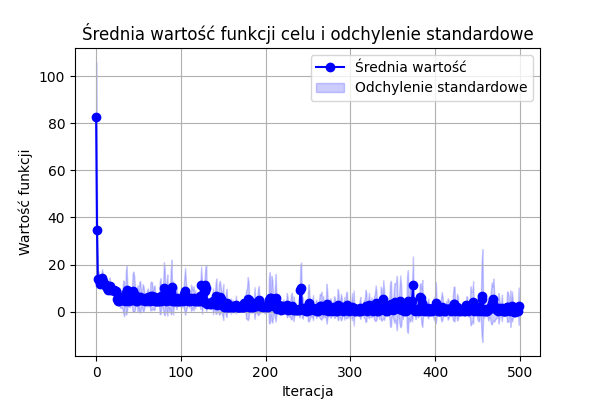 Średnia wartość funkcji celu i odchylenie standardowe
Średnia wartość
Odchylenie standardowe
Wartość funkcji
100
80
60
40
20
0
0 100 200 300 400 500
Iteracja